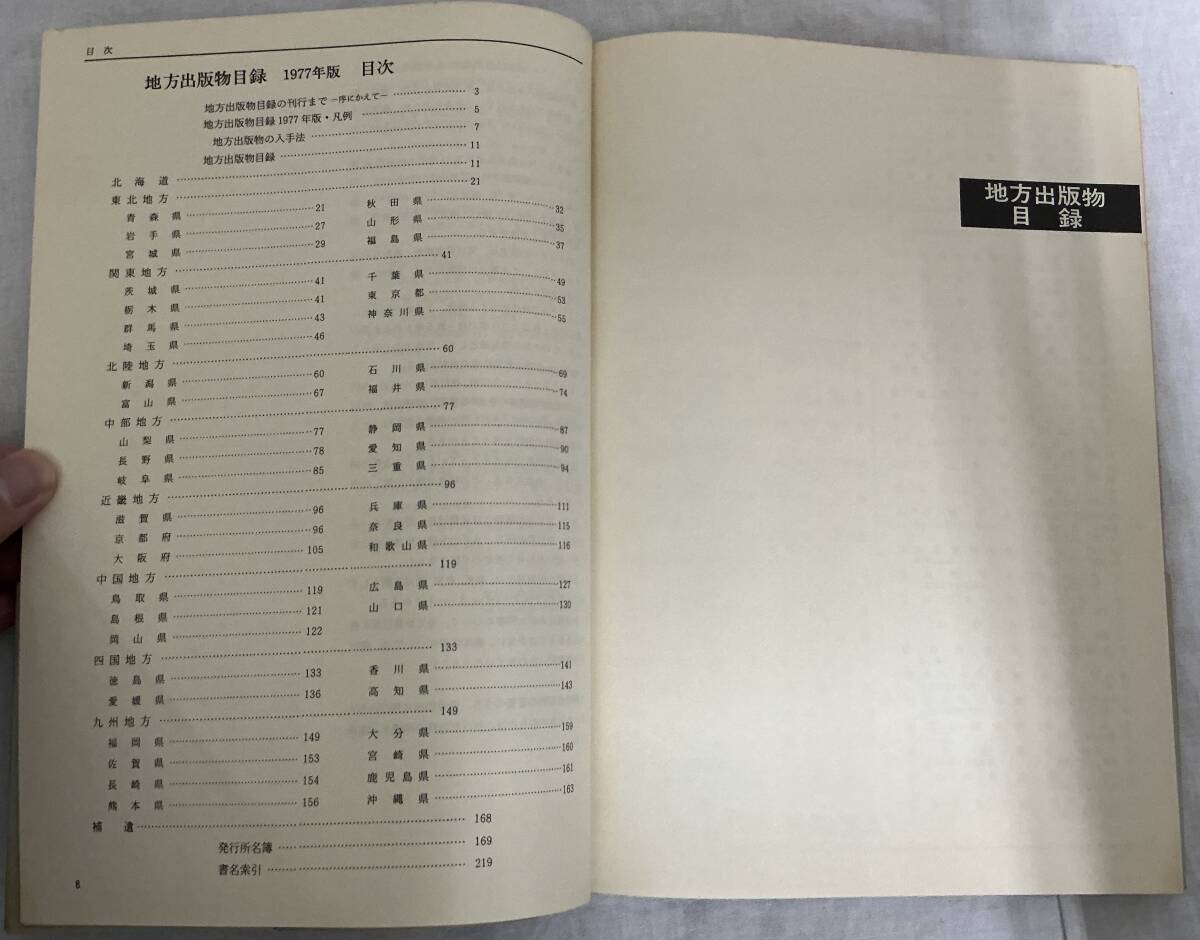 目次
地方出版物目録 1977年版 目次
地方出版物目録の刊行まで ─序にかえて─ …… 3
地方出版物目録1977年版・凡例 …… 5
地方出版物の入手法 …… 7
地方出版物目録 …… 11
北海道 …… 11
東北地方 …… 21
青森県 …… 21 秋田県 …… 32
岩手県 …… 27 山形県 …… 35
宮城県 …… 29 福島県 …… 37
関東地方 …… 41
茨城県 …… 41 千葉県 …… 49
栃木県 …… 41 東京都 …… 53
群馬県 …… 43 神奈川県 …… 55
埼玉県 …… 46
北陸地方 …… 60
新潟県 …… 60 石川県 …… 69
富山県 …… 67 福井県 …… 74
中部地方 …… 77
山梨県 …… 77 静岡県 …… 87
長野県 …… 78 愛知県 …… 90
岐阜県 …… 85 三重県 …… 94
近畿地方 …… 96
滋賀県 …… 96 兵庫県 …… 111
京都府 …… 96 奈良県 …… 115
大阪府 …… 105 和歌山県 …… 116
中国地方 …… 119
鳥取県 …… 119 広島県 …… 127
島根県 …… 121 山口県 …… 130
岡山県 …… 122
四国地方 …… 133
徳島県 …… 133 香川県 …… 141
愛媛県 …… 136 高知県 …… 143
九州地方 …… 149
福岡県 …… 149 大分県 …… 159
佐賀県 …… 153 宮崎県 …… 160
長崎県 …… 154 鹿児島県 …… 161
熊本県 …… 156 沖縄県 …… 163
補遺 …… 168
発行所名簿 …… 169
書名索引 …… 219
8
地方出版物
目録